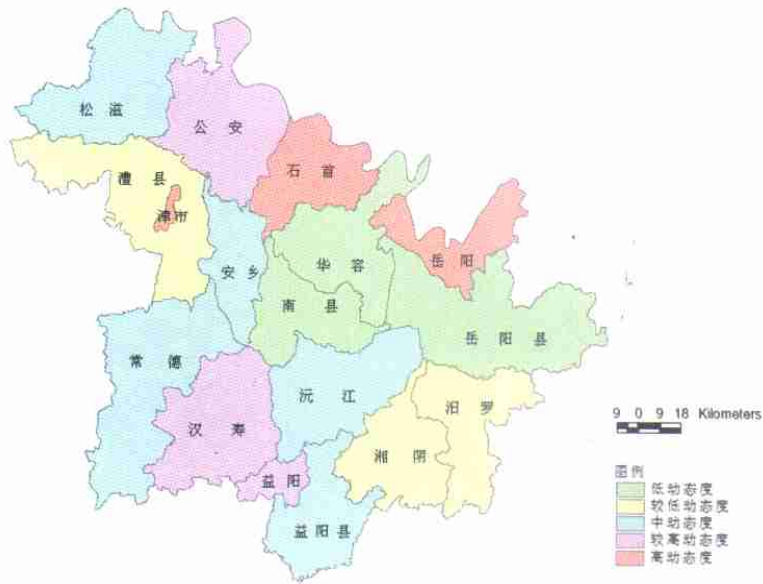 松滋
公安
石首
澧县
津市
安乡
华容
岳阳
南县
岳阳县
常德
沅江
汨罗
汉寿
湘阴
益阳
益阳县
9 0 9 18 Kilometers
图例
低动态度
较低动态度
中动态度
较高动态度
高动态度